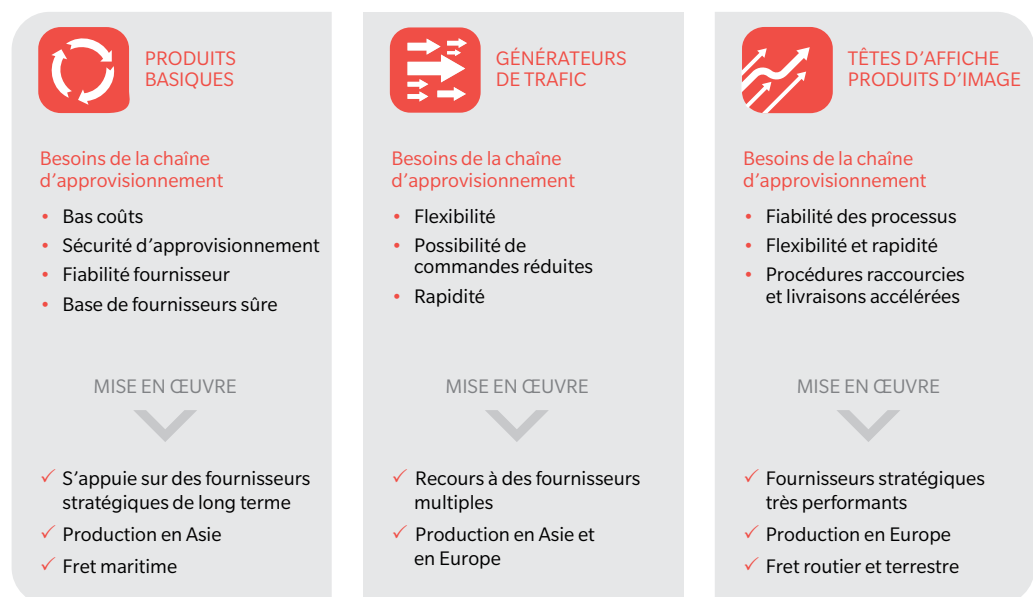 PRODUITS
BASIQUES
Besoins de la chaîne
d’approvisionnement
• Bas coûts
• Sécurité d’approvisionnement
• Fiabilité fournisseur
• Base de fournisseurs sûre
MISE EN ŒUVRE
✓ S’appuie sur des fournisseurs
stratégiques de long terme
✓ Production en Asie
✓ Fret maritime
GÉNÉRATEURS
DE TRAFIC
Besoins de la chaîne
d’approvisionnement
• Flexibilité
• Possibilité de
commandes réduites
• Rapidité
MISE EN ŒUVRE
✓ Recours à des fournisseurs
multiples
✓ Production en Asie et
en Europe
TÊTES D’AFFICHE
PRODUITS D’IMAGE
Besoins de la chaîne
d’approvisionnement
• Fiabilité des processus
• Flexibilité et rapidité
• Procédures raccourcies
et livraisons accélérées
MISE EN ŒUVRE
✓ Fournisseurs stratégiques
très performants
✓ Production en Europe
✓ Fret routier et terrestre